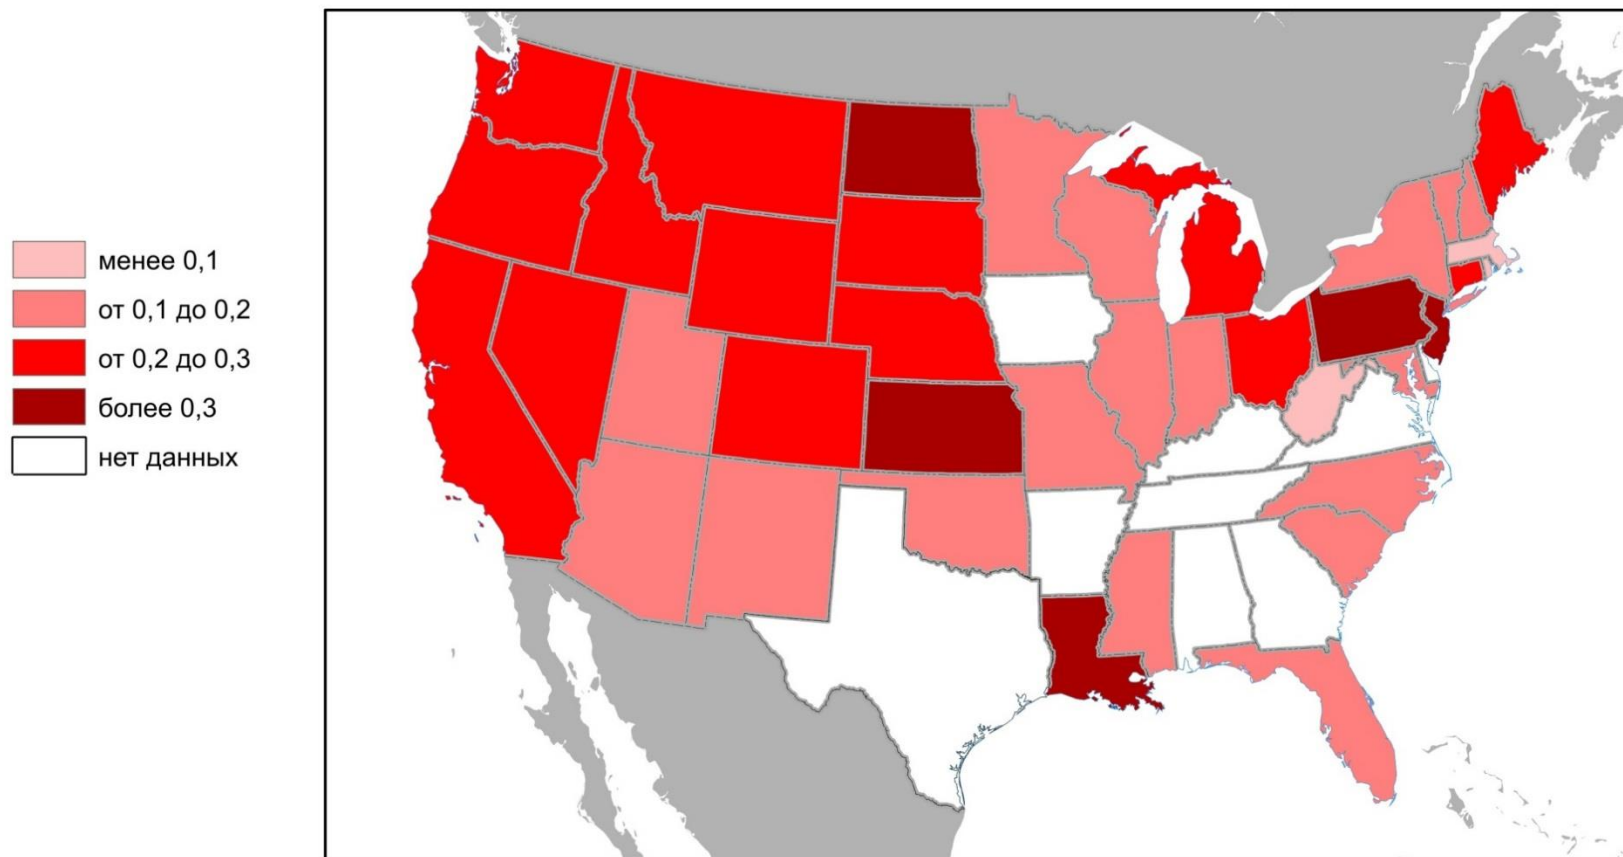 менее 0,1
от 0,1 до 0,2
от 0,2 до 0,3
более 0,3
нет данных